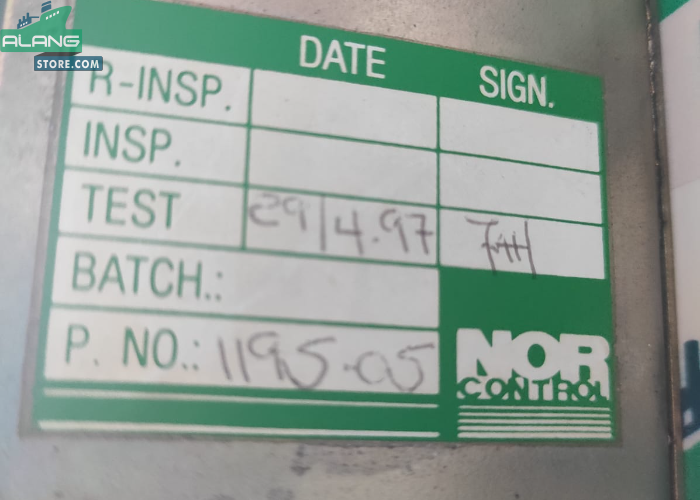 ALANG
STORE.COM
DATE SIGN.
R-INSP.
INSP.
TEST 29/4.97
BATCH.:
P. NO.: 1195-05
NOR
CONTROL